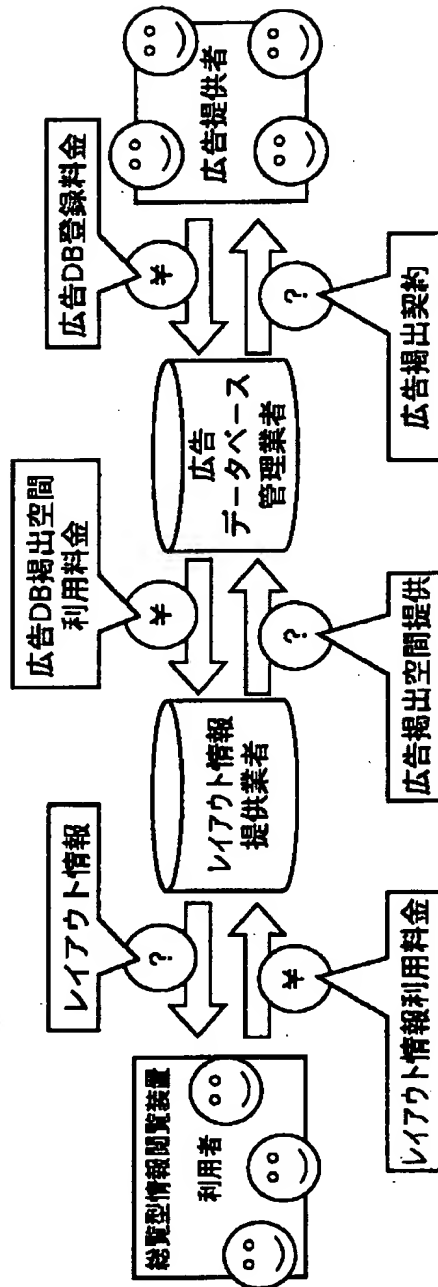 広告DB登録料金
¥
広告提供者
?
広告掲出契約
広告
データベース
管理業者
広告DB掲出空間
利用料金
¥
?
広告掲出空間提供
レイアウト情報
提供業者
レイアウト情報
?
¥
レイアウト情報利用料金
総覧型情報閲覧装置
利用者